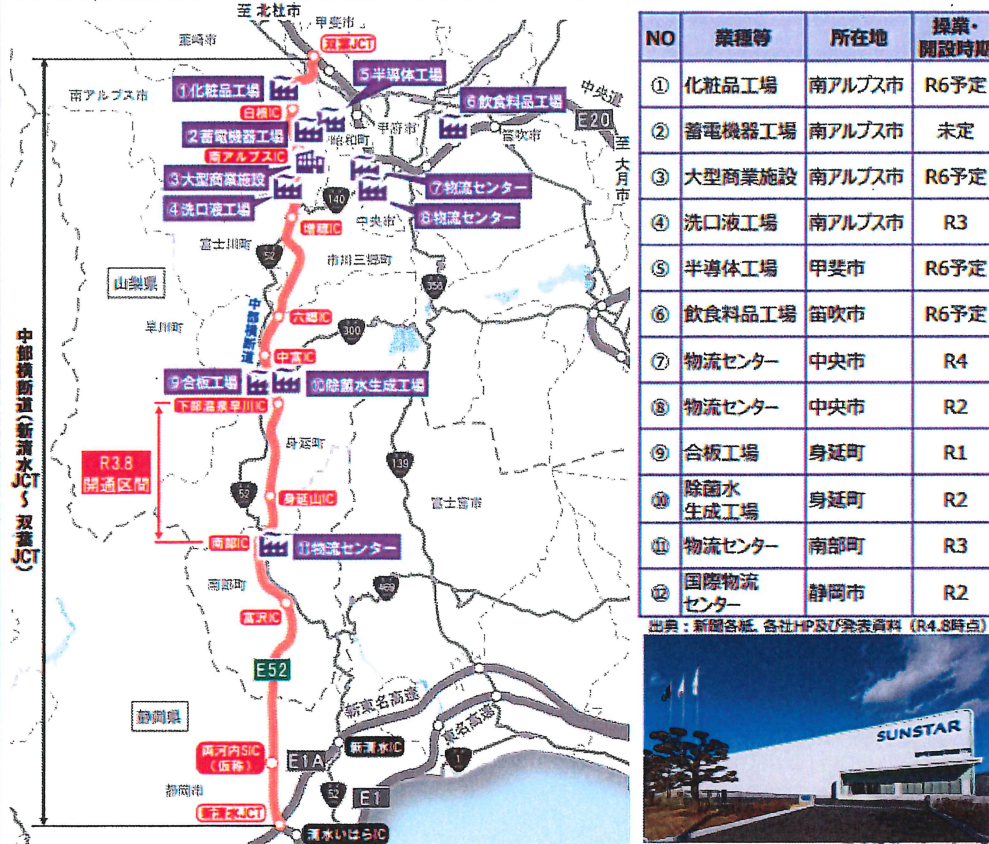 至 北杜市
甲斐市
韮崎市
双葉JCT
⑤半導体工場
①化粧品工場
南アルプス市
白根IC
⑥飲食料品工場
中央道
E20
②蓄電機器工場
昭和町
甲府市
笛吹市
至 大月市
南アルプスIC
③大型商業施設
⑦物流センター
④洗口液工場
140
中央市
⑧物流センター
増穂IC
富士川町
52
市川三郷町
358
山梨県
早川町
中部横断道
六郷IC
300
中富IC
⑨合板工場
⑩除菌水生成工場
下部温泉早川IC
身延町
R3.8
開通区間
139
52
身延山IC
富士宮市
南部IC
⑪物流センター
南部町
469
富沢IC
E52
新東名高速
静岡県
東名高速
両河内SIC
(仮称)
E1A
新清水IC
1
52
E1
静岡市
新清水JCT
清水いはらIC
中部横断道(新清水JCT～双葉JCT)
NO 業種等 所在地 操業・
開設時期
① 化粧品工場 南アルプス市 R6予定
② 蓄電機器工場 南アルプス市 未定
③ 大型商業施設 南アルプス市 R6予定
④ 洗口液工場 南アルプス市 R3
⑤ 半導体工場 甲斐市 R6予定
⑥ 飲食料品工場 笛吹市 R6予定
⑦ 物流センター 中央市 R4
⑧ 物流センター 中央市 R2
⑨ 合板工場 身延町 R1
⑩ 除菌水
生成工場 身延町 R2
⑪ 物流センター 南部町 R3
⑫ 国際物流
センター 静岡市 R2
出典：新聞各紙、各社HP及び発表資料（R4.8時点）
SUNSTAR